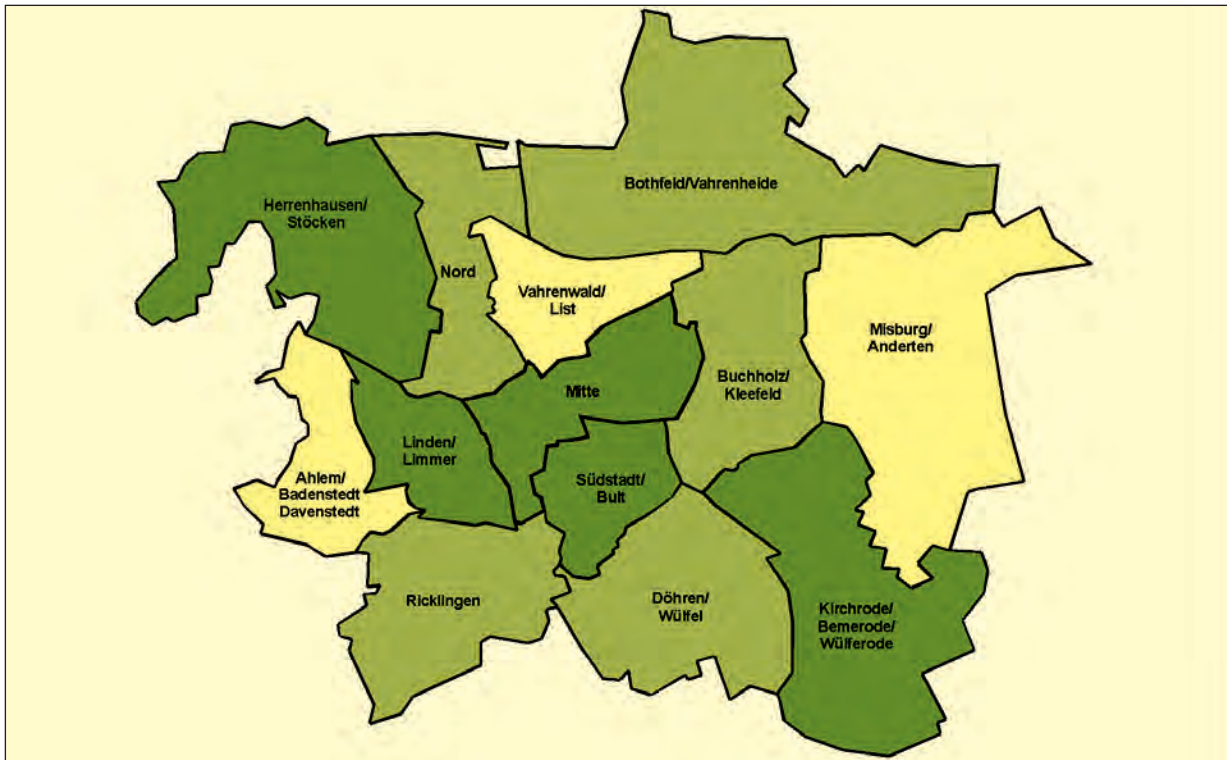 Bothfeld/Vahrenheide
Herrenhausen/
Stöcken
Nord
Vahrenwald/
List
Misburg/
Anderten
Mitte
Buchholz/
Kleefeld
Linden/
Limmer
Ahlem/
Badenstedt
Davenstedt
Südstadt/
Bult
Ricklingen
Döhren/
Wülfel
Kirchrode/
Bemerode/
Wülferode